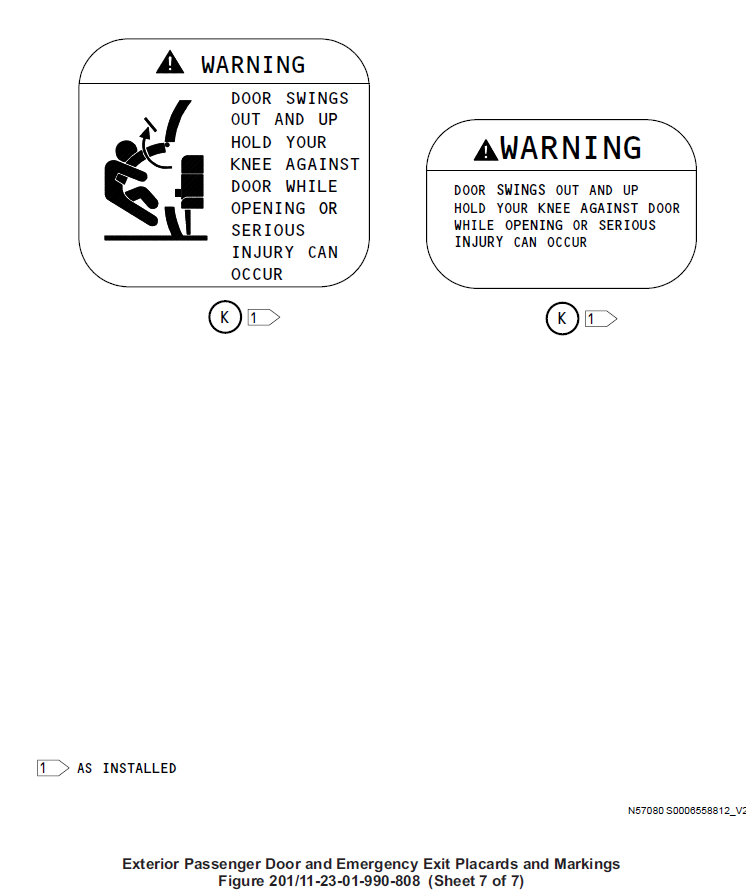 WARNING
DOOR SWINGS
OUT AND UP
HOLD YOUR
KNEE AGAINST
DOOR WHILE
OPENING OR
SERIOUS
INJURY CAN
OCCUR
K 1
WARNING
DOOR SWINGS OUT AND UP
HOLD YOUR KNEE AGAINST DOOR
WHILE OPENING OR SERIOUS
INJURY CAN OCCUR
K 1
1 AS INSTALLED
N57080 S0006558812_V2
Exterior Passenger Door and Emergency Exit Placards and Markings
Figure 201/11-23-01-990-808 (Sheet 7 of 7)